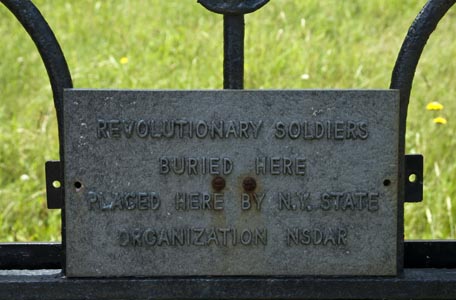 REVOLUTIONARY SOLDIERS
BURIED HERE
PLACED HERE BY N.Y. STATE
ORGANIZATION NSDAR